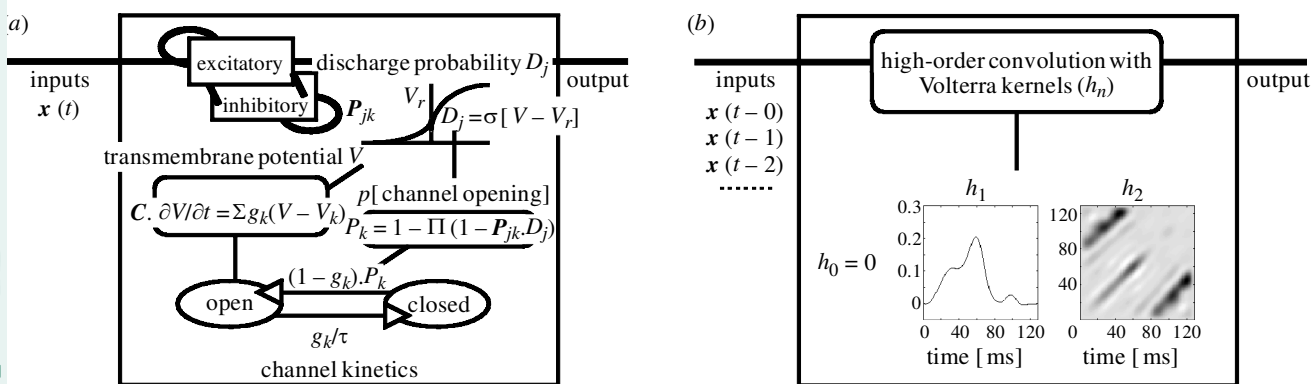 (a)
inputs
x (t)
excitatory
inhibitory
P_jk
discharge probability D_j
output
V_r
D_j = σ[V – V_r]
transmembrane potential V
C. ∂V/∂t = Σg_k(V – V_k)
p[channel opening]
P_k = 1 – Π(1 – P_jk.D_j)
(1 – g_k).P_k
open
closed
g_k/τ
channel kinetics
(b)
inputs
x (t – 0)
x (t – 1)
x (t – 2)
high-order convolution with
Volterra kernels (h_n)
output
h_0 = 0
h_1
0.3
0.2
0.1
0
0 40 80 120
time [ms]
h_2
120
80
40
0
0 40 80 120
time [ms]